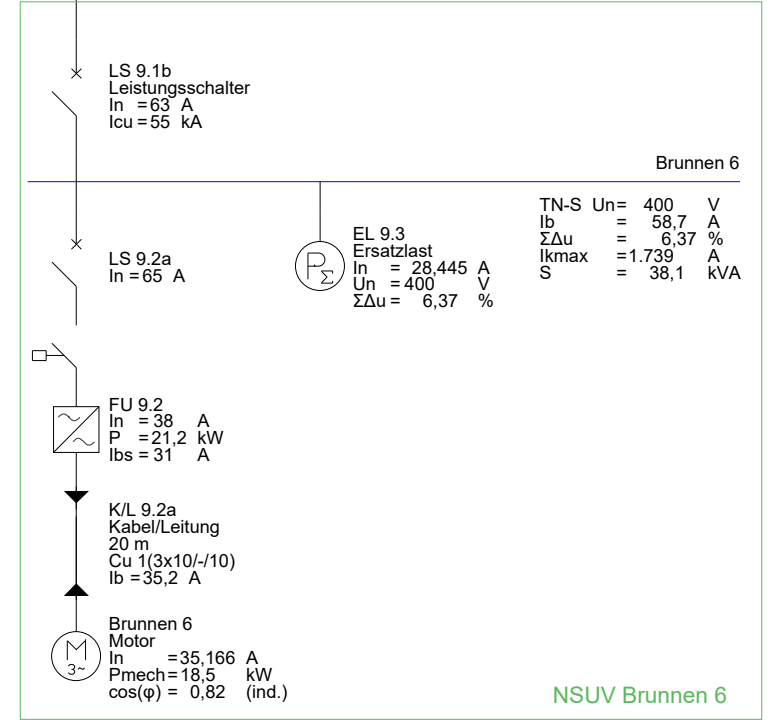 LS 9.1b
Leistungsschalter
In = 63 A
Icu = 55 kA
Brunnen 6
TN-S Un= 400 V
Ib = 58,7 A
ΣΔu = 6,37 %
Ikmax =1.739 A
S = 38,1 kVA
LS 9.2a
In = 65 A
EL 9.3
Ersatzlast
In = 28,445 A
Un = 400 V
ΣΔu = 6,37 %
PΣ
FU 9.2
In = 38 A
P = 21,2 kW
Ibs = 31 A
K/L 9.2a
Kabel/Leitung
20 m
Cu 1(3x10/-/10)
Ib = 35,2 A
Brunnen 6
Motor
In = 35,166 A
Pmech = 18,5 kW
cos(φ) = 0,82 (ind.)
M
3~
NSUV Brunnen 6